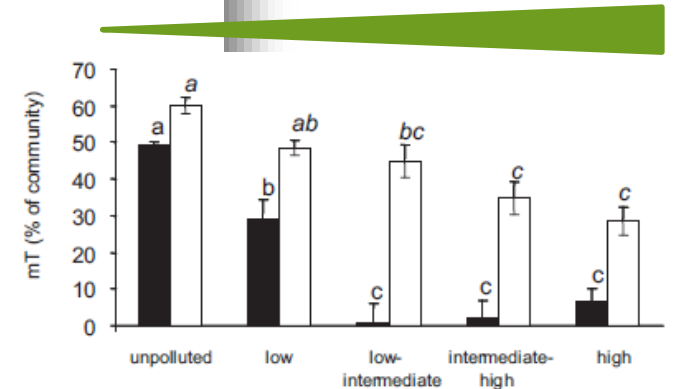 70
60
50
40
30
20
10
0
mT (% of community)
a
a
b
ab
c
bc
c
c
c
c
unpolluted
low
low-
intermediate
intermediate-
high
high